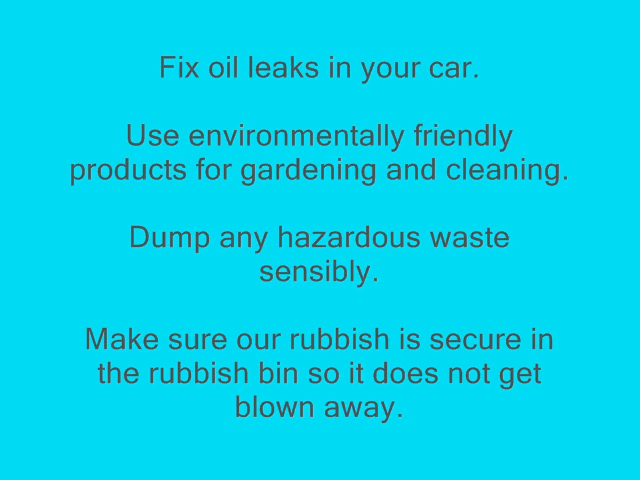 Fix oil leaks in your car.
Use environmentally friendly
products for gardening and cleaning.
Dump any hazardous waste
sensibly.
Make sure our rubbish is secure in
the rubbish bin so it does not get
blown away.